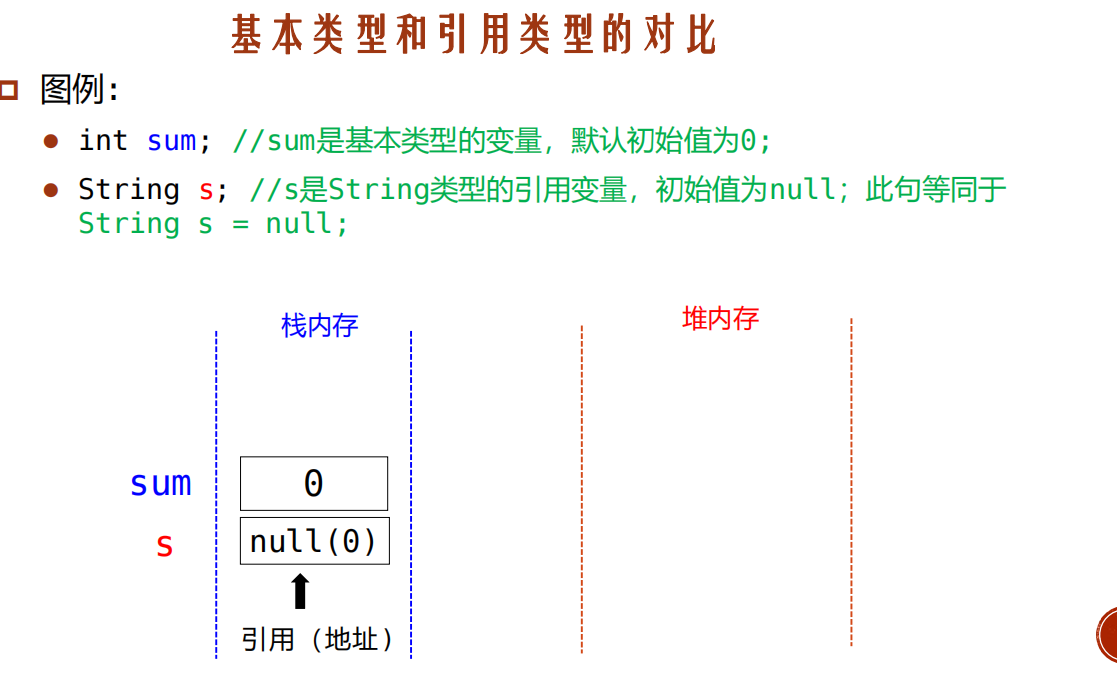 基本类型和引用类型的对比
图例:
int sum; //sum是基本类型的变量，默认初始值为0;
String s; //s是String类型的引用变量，初始值为null；此句等同于
String s = null;
栈内存
堆内存
sum
0
s
null(0)
引用（地址）